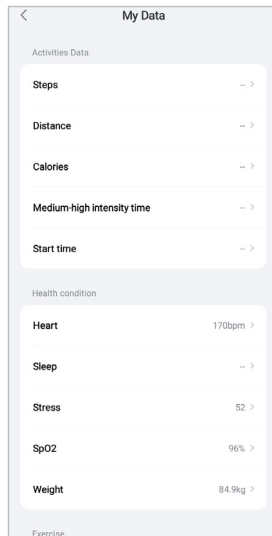 My Data
Activities Data
Steps --
Distance --
Calories --
Medium-high intensity time --
Start time --
Health condition
Heart 170bpm
Sleep --
Stress 52
SpO2 96%
Weight 84.9kg
Exercise